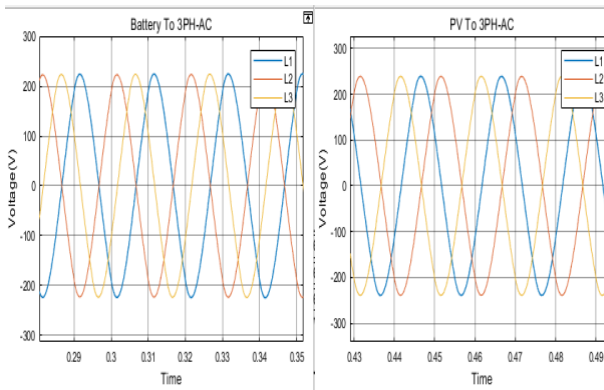 Battery To 3PH-AC
300
200
100
0
-100
-200
-300
Voltage(V)
L1
L2
L3
0.29
0.3
0.31
0.32
0.33
0.34
0.35
Time
PV To 3PH-AC
300
200
100
0
-100
-200
-300
Voltage(V)
L1
L2
L3
0.43
0.44
0.45
0.46
0.47
0.48
0.49
Time